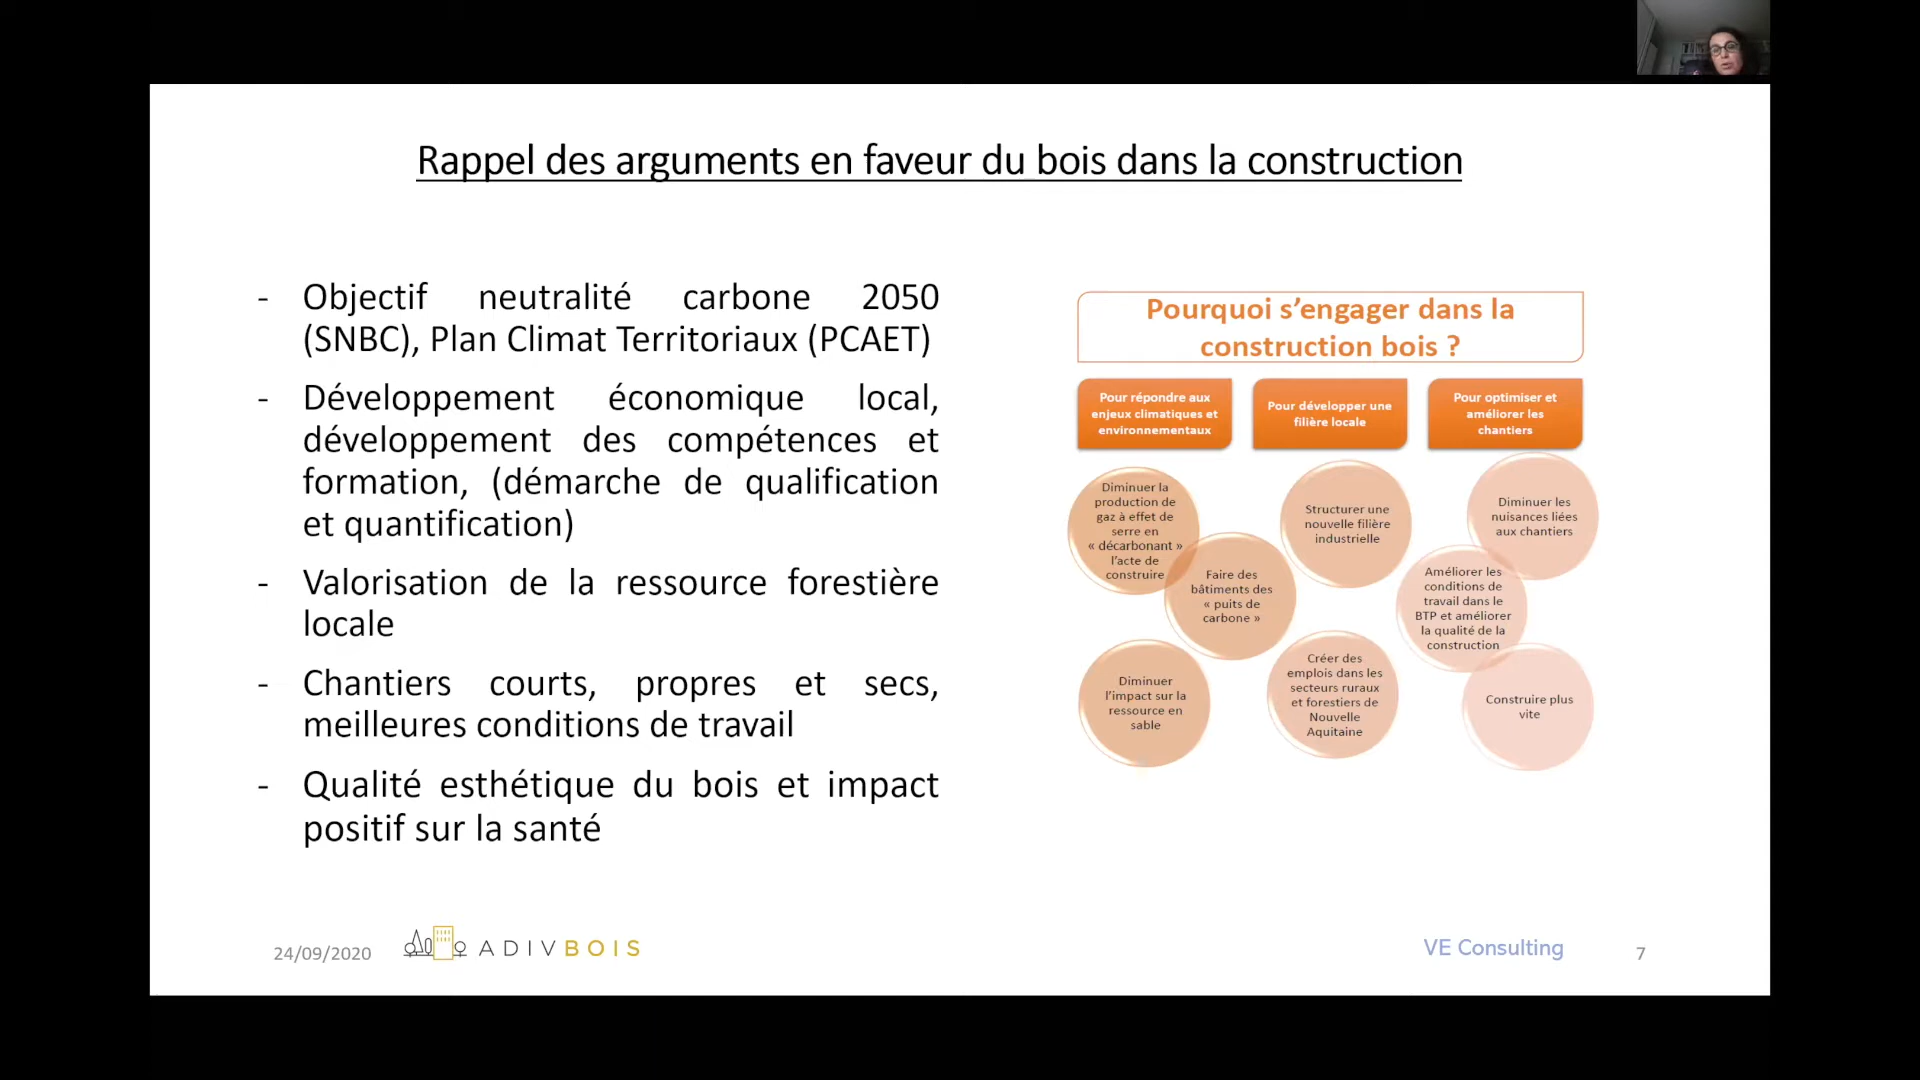 Rappel des arguments en faveur du bois dans la construction
- Objectif neutralité carbone 2050
(SNBC), Plan Climat Territoriaux (PCAET)
- Développement économique local,
développement des compétences et
formation, (démarche de qualification
et quantification)
- Valorisation de la ressource forestière
locale
- Chantiers courts, propres et secs,
meilleures conditions de travail
- Qualité esthétique du bois et impact
positif sur la santé
Pourquoi s'engager dans la
construction bois ?
Pour répondre aux
enjeux climatiques et
environnementaux
Pour développer une
filière locale
Pour optimiser et
améliorer les
chantiers
Diminuer la
production de
gaz à effet de
serre en
« décarbonant »
l'acte de
construire
Faire des
bâtiments des
« puits de
carbone »
Diminuer
l'impact sur la
ressource en
sable
Structurer une
nouvelle filière
industrielle
Créer des
emplois dans les
secteurs ruraux
et forestiers de
Nouvelle
Aquitaine
Diminuer les
nuisances liées
aux chantiers
Améliorer les
conditions de
travail dans le
BTP et améliorer
la qualité de la
construction
Construire plus
vite
24/09/2020
ADIVBOIS
VE Consulting
7